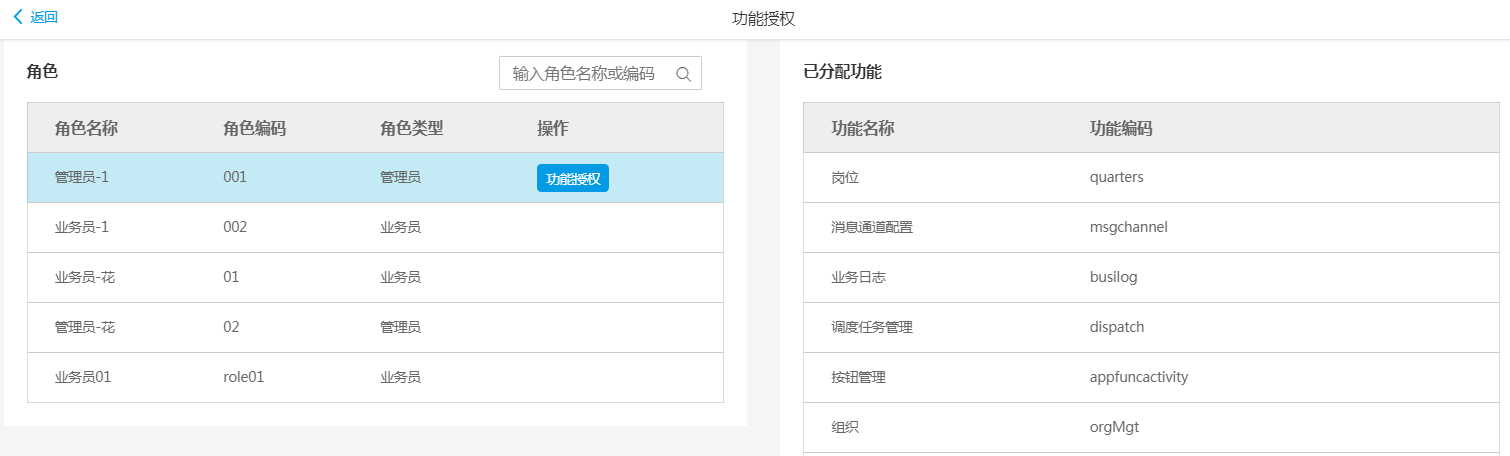 返回
功能授权
角色
输入角色名称或编码
角色名称 角色编码 角色类型 操作
管理员-1 001 管理员 功能授权
业务员-1 002 业务员
业务员-花 01 业务员
管理员-花 02 管理员
业务员01 role01 业务员
已分配功能
功能名称 功能编码
岗位 quarters
消息通道配置 msgchannel
业务日志 busilog
调度任务管理 dispatch
按钮管理 appfuncactivity
组织 orgMgt